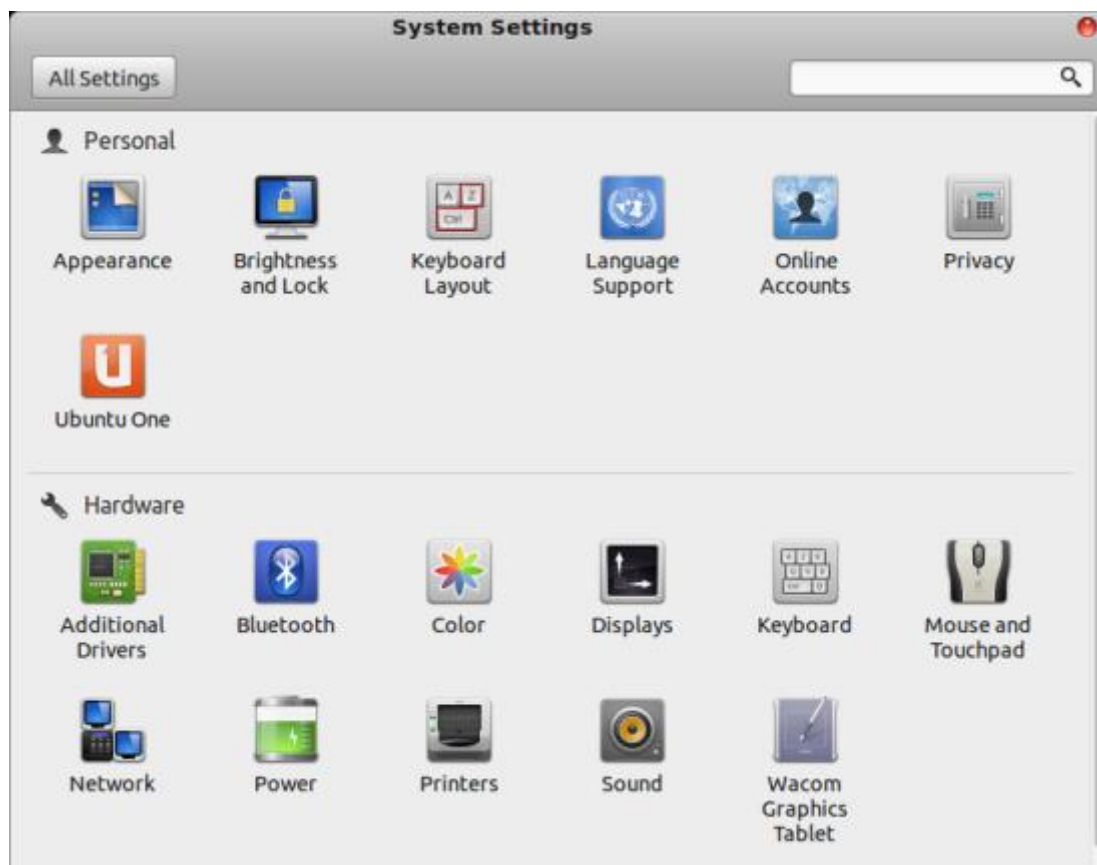 System Settings
All Settings
Personal
Appearance
Brightness
and Lock
Keyboard
Layout
Language
Support
Online
Accounts
Privacy
Ubuntu One
Hardware
Additional
Drivers
Bluetooth
Color
Displays
Keyboard
Mouse and
Touchpad
Network
Power
Printers
Sound
Wacom
Graphics
Tablet